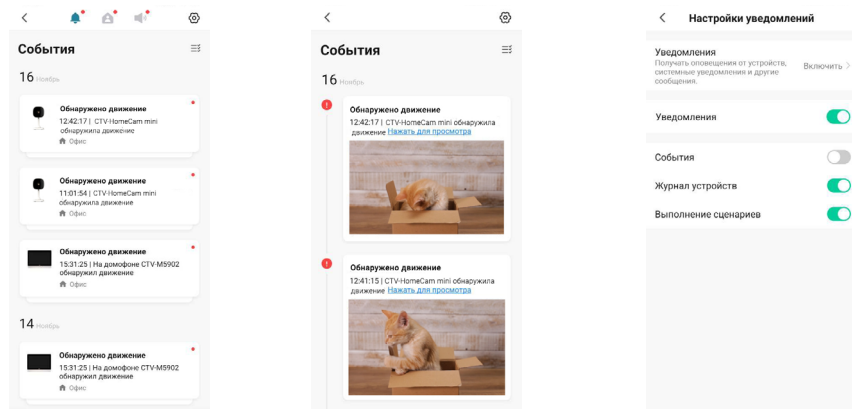 События
16 Ноябрь
Обнаружено движение
12:42:17 | CTV-HomeCam mini
обнаружила движение
Офис
Обнаружено движение
11:01:54 | CTV-HomeCam mini
обнаружила движение
Офис
Обнаружено движение
15:31:25 | На домофоне CTV-M5902
обнаружил движение
Офис
14 Ноябрь
Обнаружено движение
15:31:25 | На домофоне CTV-M5902
обнаружил движение
Офис
События
16 Ноябрь
Обнаружено движение
12:42:17 | CTV-HomeCam mini обнаружила
движение Нажать для просмотра
Обнаружено движение
12:41:15 | CTV-HomeCam mini обнаружила
движение Нажать для просмотра
Настройки уведомлений
Уведомления
Получать оповещения от устройств,
системные уведомления и другие
сообщения.
Включить >
Уведомления
События
Журнал устройств
Выполнение сценариев